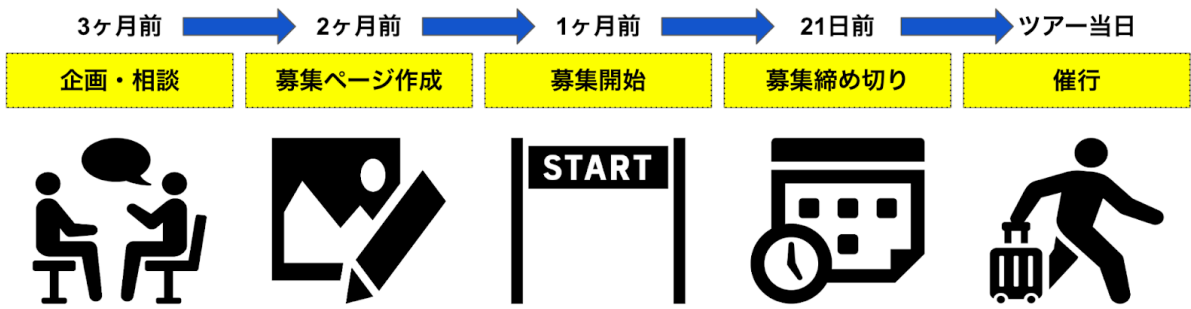 3ヶ月前
2ヶ月前
1ヶ月前
21日前
ツアー当日
企画・相談
募集ページ作成
募集開始
募集締め切り
催行
START